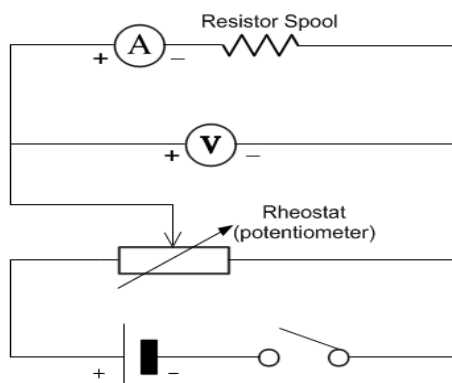 Resistor Spool
+ A −
+ V −
Rheostat
(potentiometer)
+ −